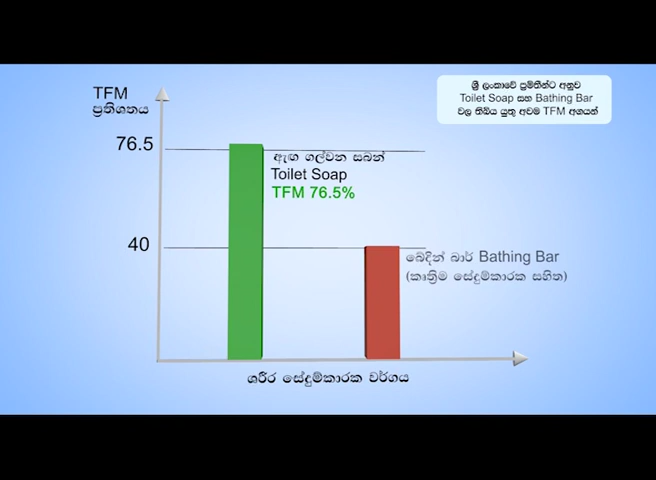 TFM
ප්‍රතිශතය
ශ්‍රී ලංකාවේ ප්‍රමිතීන්ට අනුව
Toilet Soap සහ Bathing Bar
වල තිබිය යුතු අවම TFM අගයන්
76.5
ඇඟ ගල්වන සබන්
Toilet Soap
TFM 76.5%
40
බේදින් බාර් Bathing Bar
(කෘත්‍රිම සේදුම්කාරක සහිත)
ශරීර සේදුම්කාරක වර්ගය